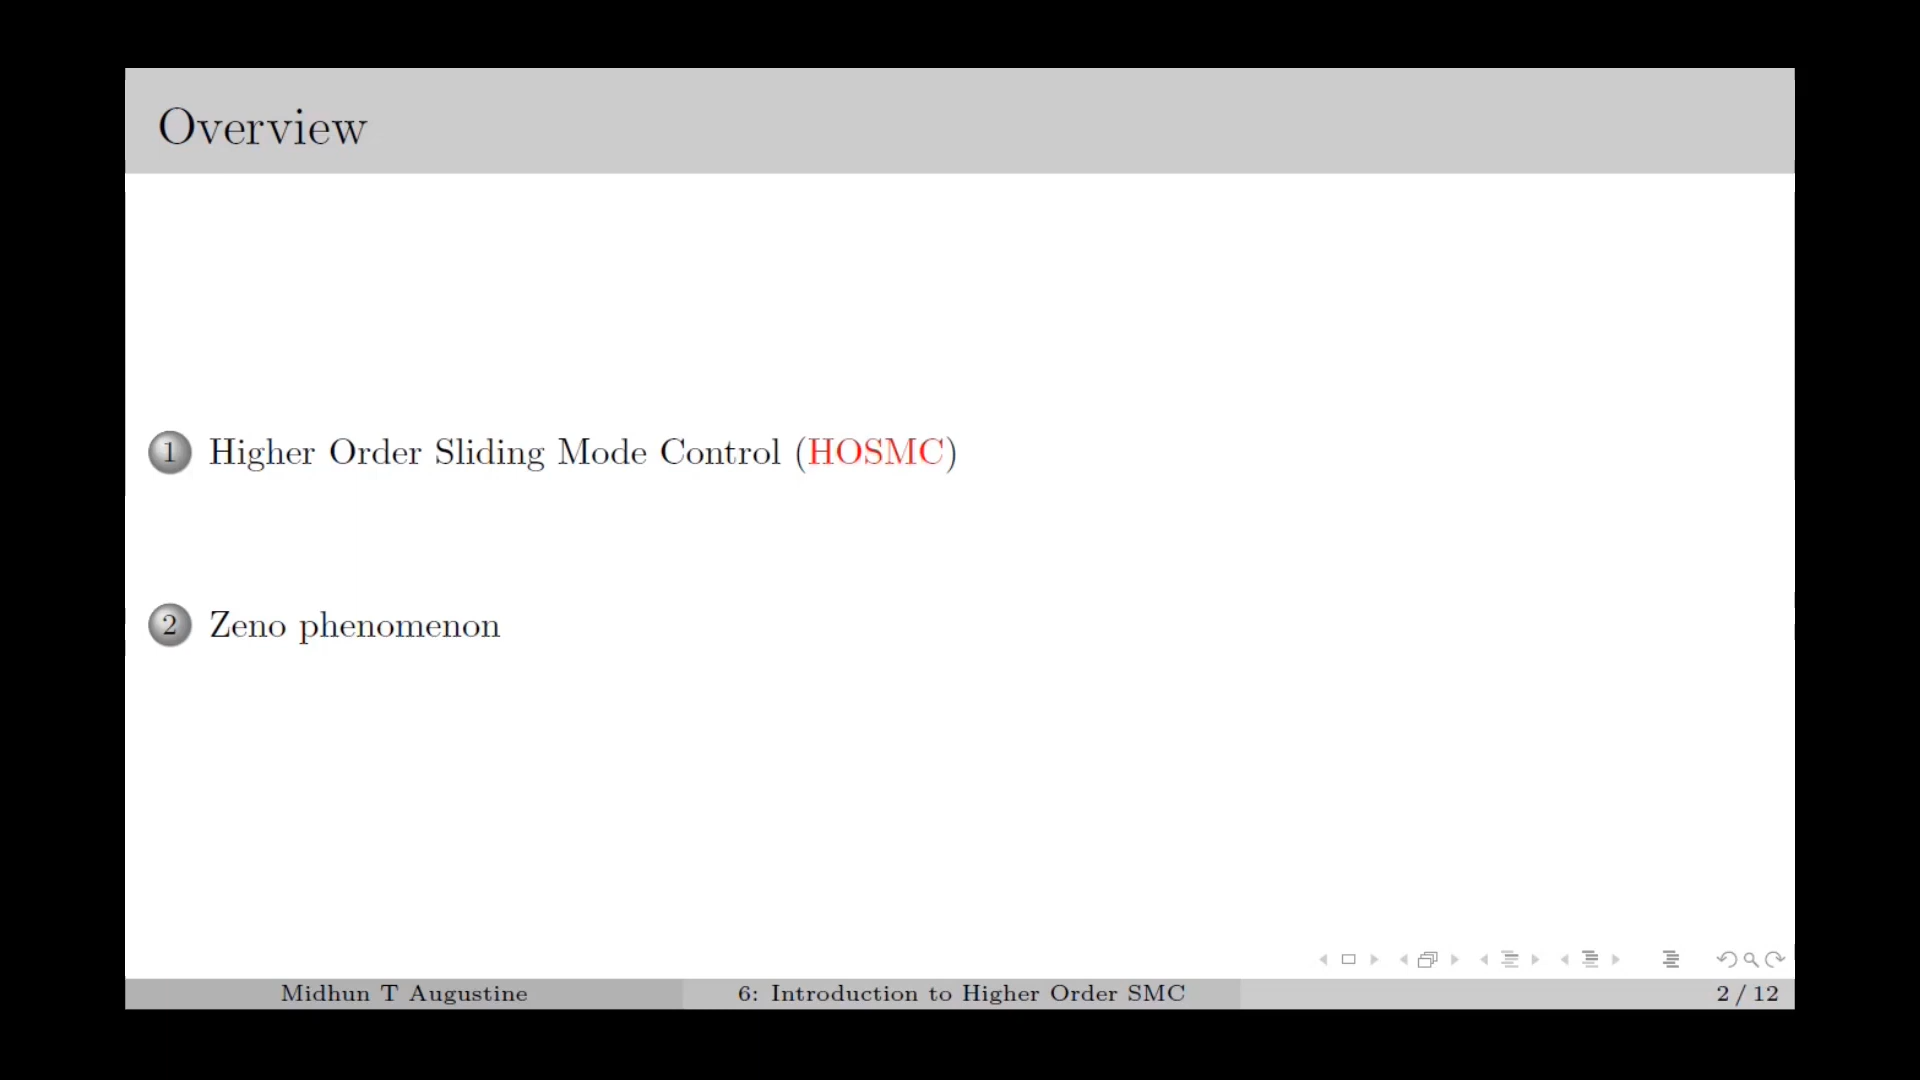 Overview
1 Higher Order Sliding Mode Control (HOSMC)
2 Zeno phenomenon
Midhun T Augustine 6: Introduction to Higher Order SMC 2 / 12